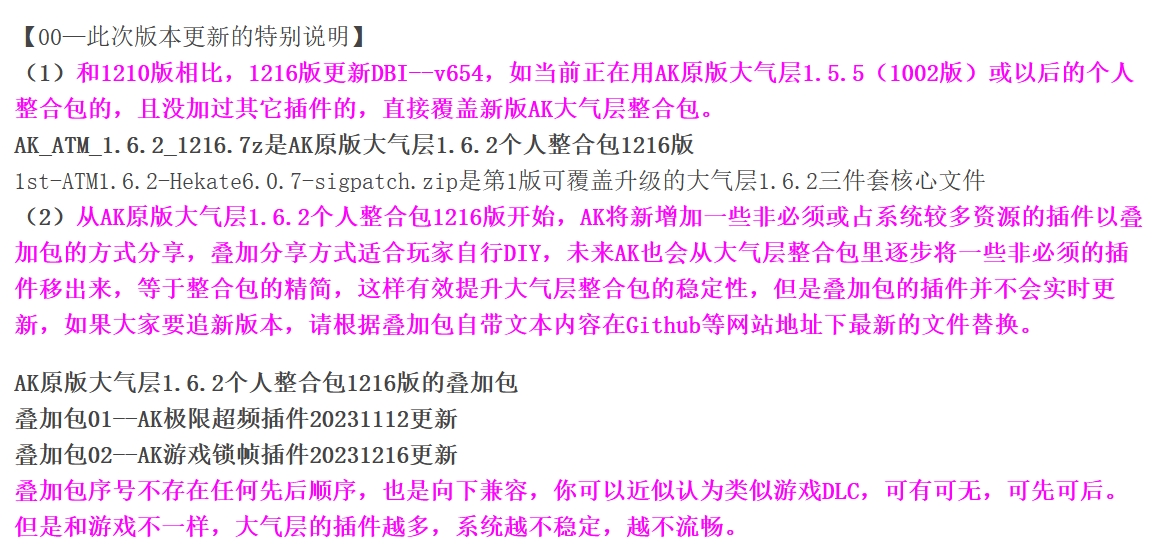 【00—此次版本更新的特别说明】
（1）和1210版相比，1216版更新DBI--v654，如当前正在用AK原版大气层1.5.5（1002版）或以后的个人
整合包的，且没加过其它插件的，直接覆盖新版AK大气层整合包。
AK_ATM_1.6.2_1216.7z是AK原版大气层1.6.2个人整合包1216版
1st-ATM1.6.2-Hekate6.0.7-sigpatch.zip是第1版可覆盖升级的大气层1.6.2三件套核心文件
（2）从AK原版大气层1.6.2个人整合包1216版开始，AK将新增加一些非必须或占系统较多资源的插件以叠
加包的方式分享，叠加分享方式适合玩家自行DIY，未来AK也会从大气层整合包里逐步将一些非必须的插
件移出来，等于整合包的精简，这样有效提升大气层整合包的稳定性，但是叠加包的插件并不会实时更
新，如果大家要追新版本，请根据叠加包自带文本内容在Github等网站地址下最新的文件替换。
AK原版大气层1.6.2个人整合包1216版的叠加包
叠加包01--AK极限超频插件20231112更新
叠加包02--AK游戏锁帧插件20231216更新
叠加包序号不存在任何先后顺序，也是向下兼容，你可以近似认为类似游戏DLC，可有可无，可先可后。
但是和游戏不一样，大气层的插件越多，系统越不稳定，越不流畅。